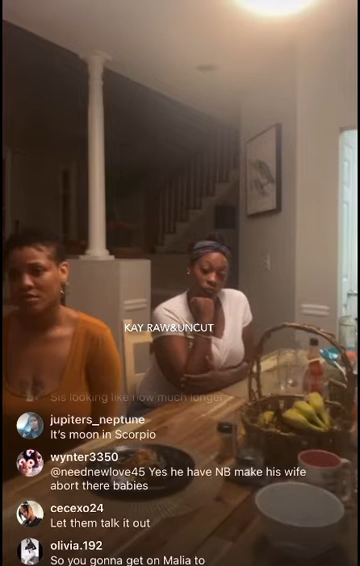 KAY RAW&UNCUT
Sis looking like how much longer
jupiters_neptune
It's moon in Scorpio
wynter3350
@neednewlove45 Yes he have NB make his wife
abort there babies
cecexo24
Let them talk it out
olivia.192
So you gonna get on Malia to